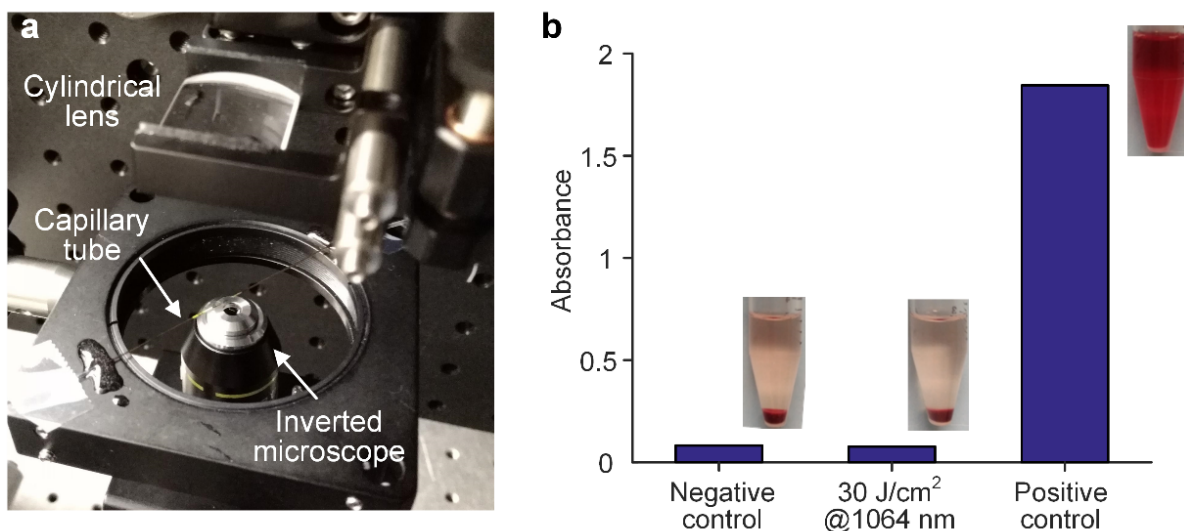 a
Cylindrical
lens
Capillary
tube
Inverted
microscope
b
2
1.5
1
0.5
0
Absorbance
Negative
control
30 J/cm²
@1064 nm
Positive
control